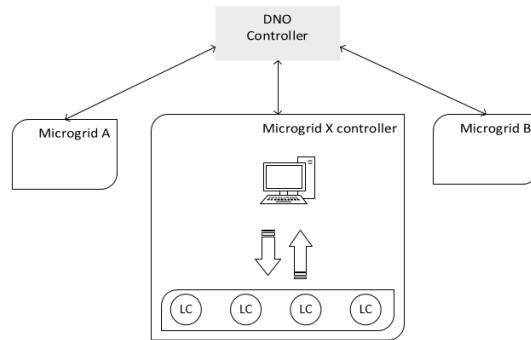 DNO
Controller
Microgrid A
Microgrid X controller
Microgrid B
LC
LC
LC
LC